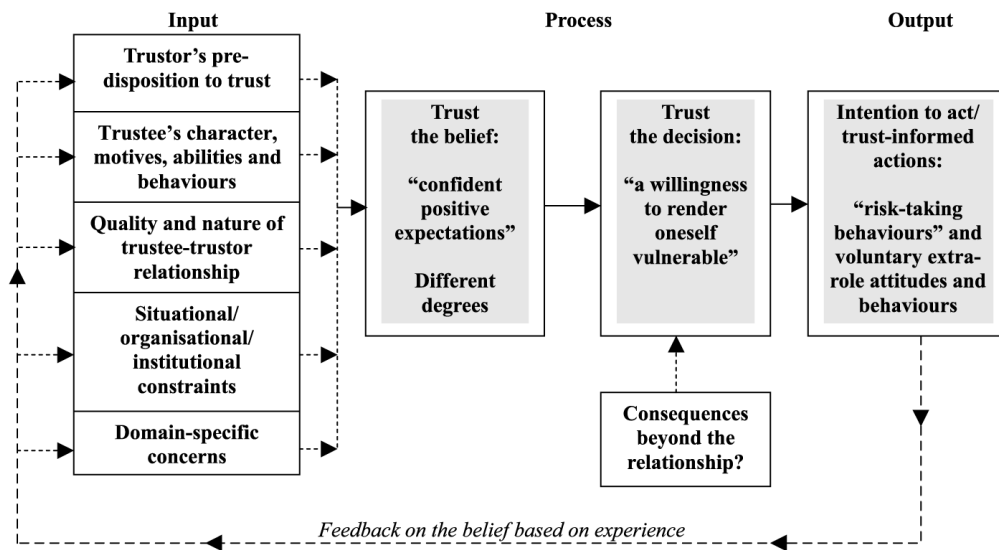 Input
Process
Output
Trustor’s pre-
disposition to trust
Trustee’s character,
motives, abilities and
behaviours
Quality and nature of
trustee-trustor
relationship
Situational/
organisational/
institutional
constraints
Domain-specific
concerns
Trust
the belief:
“confident
positive
expectations”
Different
degrees
Trust
the decision:
“a willingness
to render
oneself
vulnerable”
Consequences
beyond the
relationship?
Intention to act/
trust-informed
actions:
“risk-taking
behaviours” and
voluntary extra-
role attitudes and
behaviours
Feedback on the belief based on experience